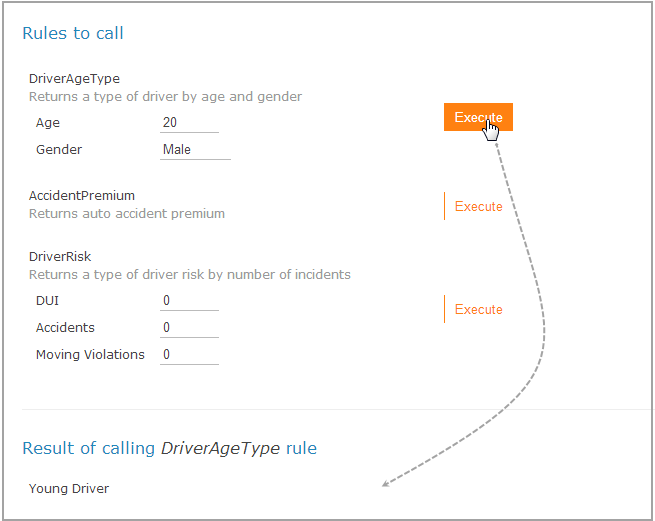 Rules to call
DriverAgeType
Returns a type of driver by age and gender
Age 20
Execute
Gender Male
AccidentPremium
Returns auto accident premium
Execute
DriverRisk
Returns a type of driver risk by number of incidents
DUI 0
Execute
Accidents 0
Moving Violations 0
Result of calling DriverAgeType rule
Young Driver